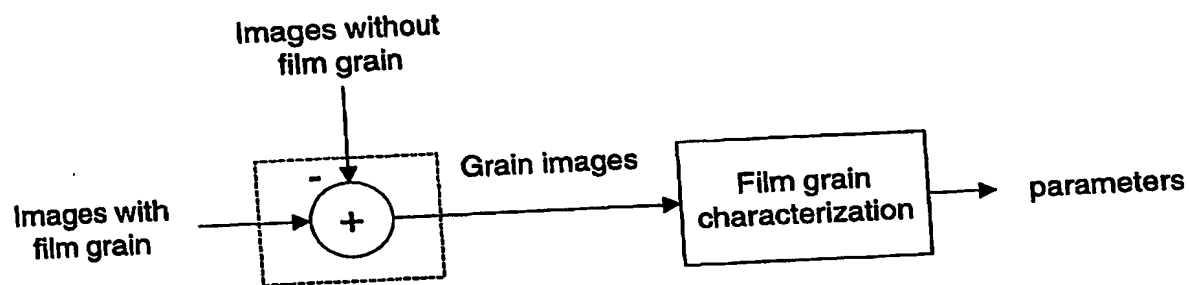 Images without
film grain
-
+
Images with
film grain
Grain images
Film grain
characterization
parameters